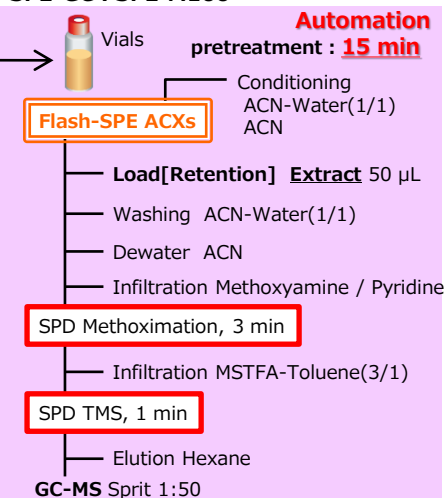 Automation
Vials
pretreatment : 15 min
Conditioning
ACN-Water(1/1)
ACN
Flash-SPE ACXs
Load[Retention] Extract 50 µL
Washing ACN-Water(1/1)
Dewater ACN
Infiltration Methoxyamine / Pyridine
SPD Methoximation, 3 min
Infiltration MSTFA-Toluene(3/1)
SPD TMS, 1 min
Elution Hexane
GC-MS Sprit 1:50